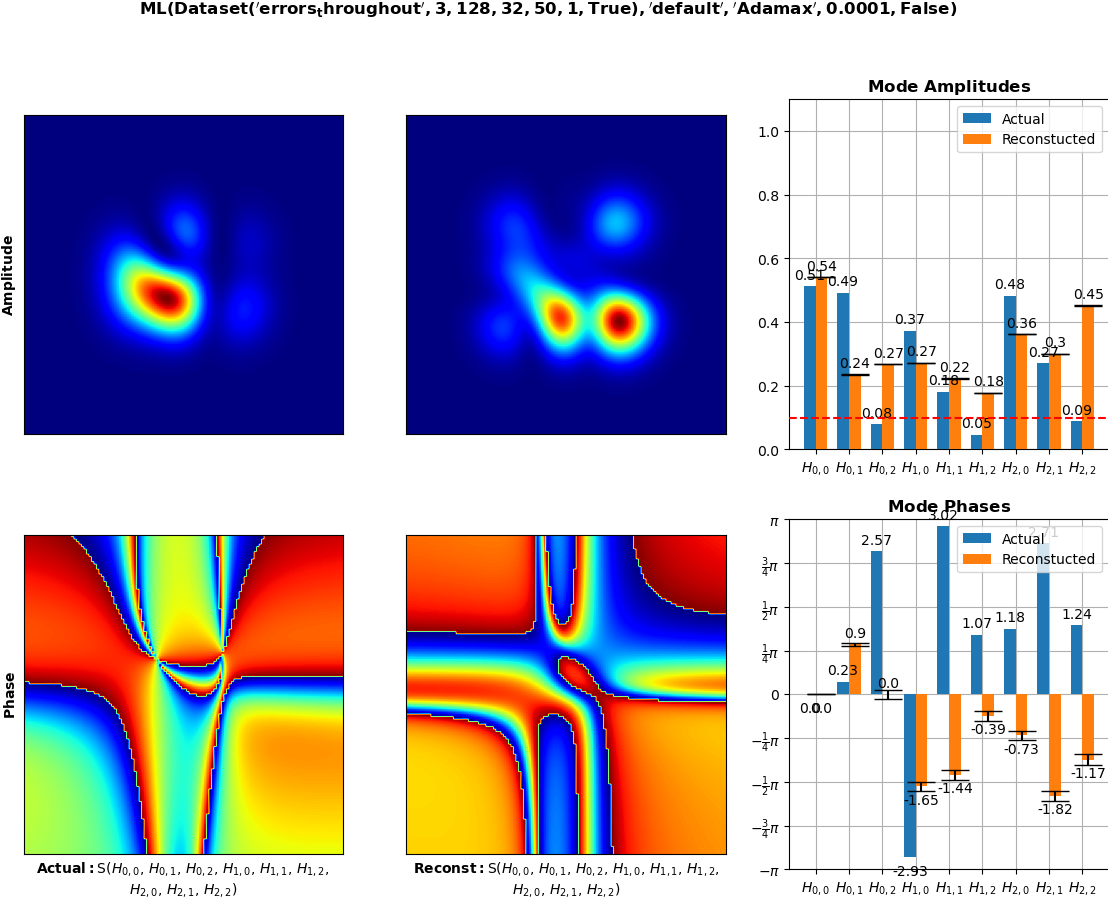 ML(Dataset('errors_throughout', 3, 128, 32, 50, 1, True), 'default', 'Adamax', 0.0001, False)
Amplitude
Mode Amplitudes
Actual
Reconstucted
1.0
0.8
0.6
0.4
0.2
0.0
0.51
0.54
0.49
0.24
0.08
0.27
0.37
0.27
0.18
0.22
0.05
0.18
0.48
0.36
0.27
0.3
0.09
0.45
H0,0 H0,1 H0,2 H1,0 H1,1 H1,2 H2,0 H2,1 H2,2
Phase
Actual: S(H0,0, H0,1, H0,2, H1,0, H1,1, H1,2,
H2,0, H2,1, H2,2)
Reconst: S(H0,0, H0,1, H0,2, H1,0, H1,1, H1,2,
H2,0, H2,1, H2,2)
Mode Phases
Actual
Reconstucted
π
3/4π
1/2π
1/4π
0
−1/4π
−1/2π
−3/4π
−π
0.0
0.0
0.23
0.9
2.57
0.0
-2.93
-1.65
3.02
-1.44
1.07
-0.39
1.18
-0.73
2.71
-1.82
1.24
-1.17
H0,0 H0,1 H0,2 H1,0 H1,1 H1,2 H2,0 H2,1 H2,2